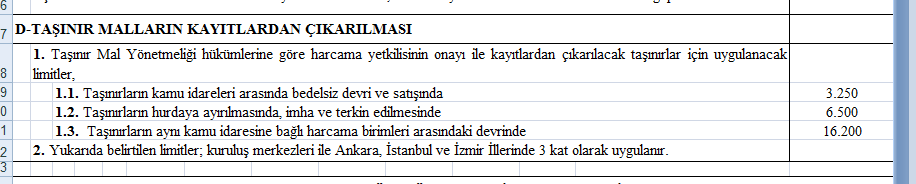 6
7 D-TAŞINIR MALLARIN KAYITLARDAN ÇIKARILMASI
1. Taşınır Mal Yönetmeliği hükümlerine göre harcama yetkilisinin onayı ile kayıtlardan çıkarılacak taşınırlar için uygulanacak
8 limitler,
9 1.1. Taşınırların kamu idareleri arasında bedelsiz devri ve satışında 3.250
0 1.2. Taşınırların hurdaya ayırılmasında, imha ve terkin edilmesinde 6.500
1 1.3. Taşınırların aynı kamu idaresine bağlı harcama birimleri arasındaki devrinde 16.200
2 2. Yukarıda belirtilen limitler; kuruluş merkezleri ile Ankara, İstanbul ve İzmir İllerinde 3 kat olarak uygulanır.
3